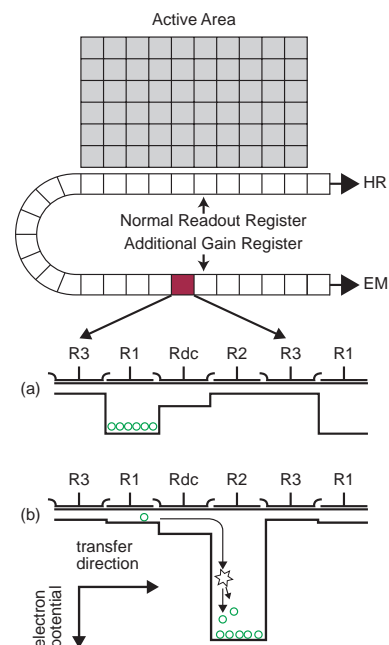 Active Area
HR
Normal Readout Register
Additional Gain Register
EM
R3 R1 Rdc R2 R3 R1
(a)
R3 R1 Rdc R2 R3 R1
(b)
transfer
direction
electron
potential